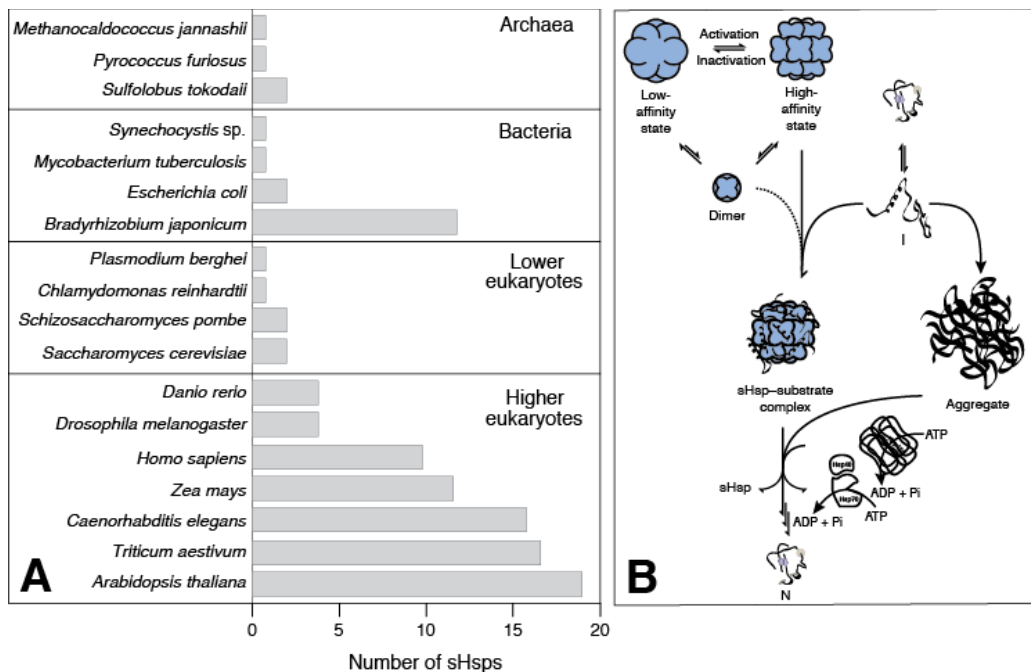 Methanocaldococcus jannashii
Archaea
Pyrococcus furiosus
Sulfolobus tokodaii
Synechocystis sp.
Bacteria
Mycobacterium tuberculosis
Escherichia coli
Bradyrhizobium japonicum
Plasmodium berghei
Lower
eukaryotes
Chlamydomonas reinhardtii
Schizosaccharomyces pombe
Saccharomyces cerevisiae
Danio rerio
Higher
eukaryotes
Drosophila melanogaster
Homo sapiens
Zea mays
Caenorhabditis elegans
Triticum aestivum
Arabidopsis thaliana
A
0 5 10 15 20
Number of sHsps
Activation
Inactivation
Low-
affinity
state
High-
affinity
state
Dimer
I
sHsp–substrate
complex
Aggregate
ATP
ADP + Pi
Hsp40
Hsp70
sHsp
ATP
ADP + Pi
N
B